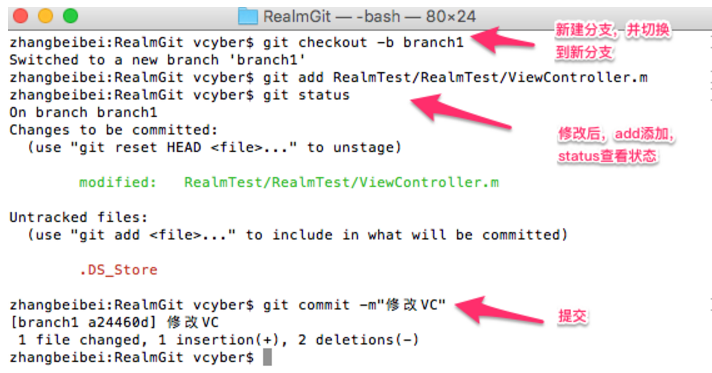 RealmGit — -bash — 80×24
zhangbeibei:RealmGit vcyber$ git checkout -b branch1
新建分支，并切换
到新分支
Switched to a new branch 'branch1'
zhangbeibei:RealmGit vcyber$ git add RealmTest/RealmTest/ViewController.m
zhangbeibei:RealmGit vcyber$ git status
On branch branch1
Changes to be committed:
(use "git reset HEAD <file>..." to unstage)
修改后，add添加，
status查看状态
modified: RealmTest/RealmTest/ViewController.m
Untracked files:
(use "git add <file>..." to include in what will be committed)
.DS_Store
zhangbeibei:RealmGit vcyber$ git commit -m"修改VC"
提交
[branch1 a24460d] 修改VC
1 file changed, 1 insertion(+), 2 deletions(-)
zhangbeibei:RealmGit vcyber$